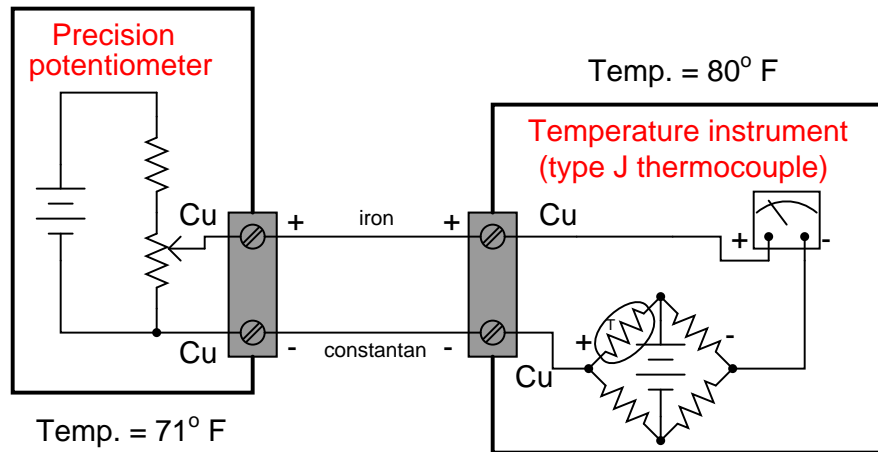 Precision
potentiometer
Temp. = 80° F
Temperature instrument
(type J thermocouple)
Cu
+
iron
+
Cu
+
-
T
+
-
Cu
-
constantan
-
Cu
Temp. = 71° F